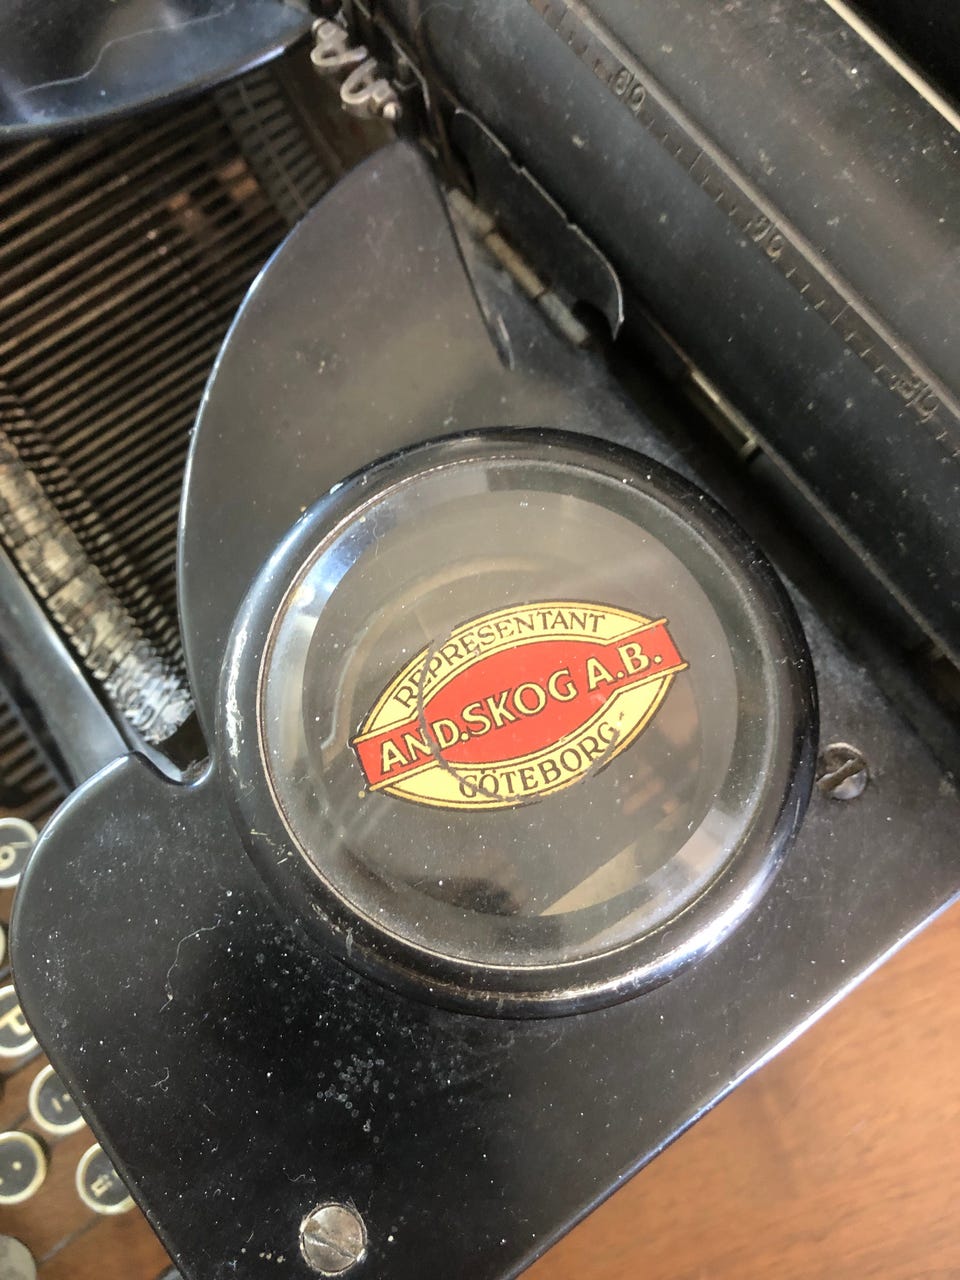 REPRESENTANT
AND.SKOG A.B.
GÖTEBORG
P